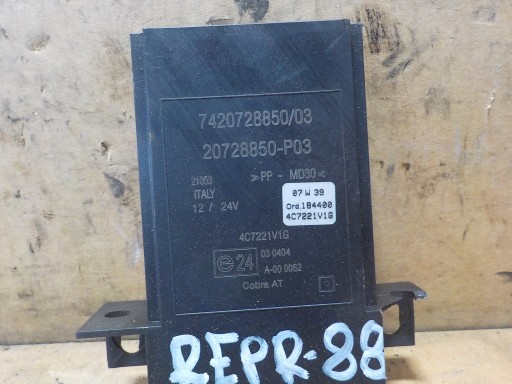 7420728850/03
20728850-P03
21053 >PP - MD30<
ITALY
12 / 24V
07 W 39
Ord.184400
4C7221V1G
4C7221V1G
e24 03 0404
A-00 0052
Cobra AT
REPR-88